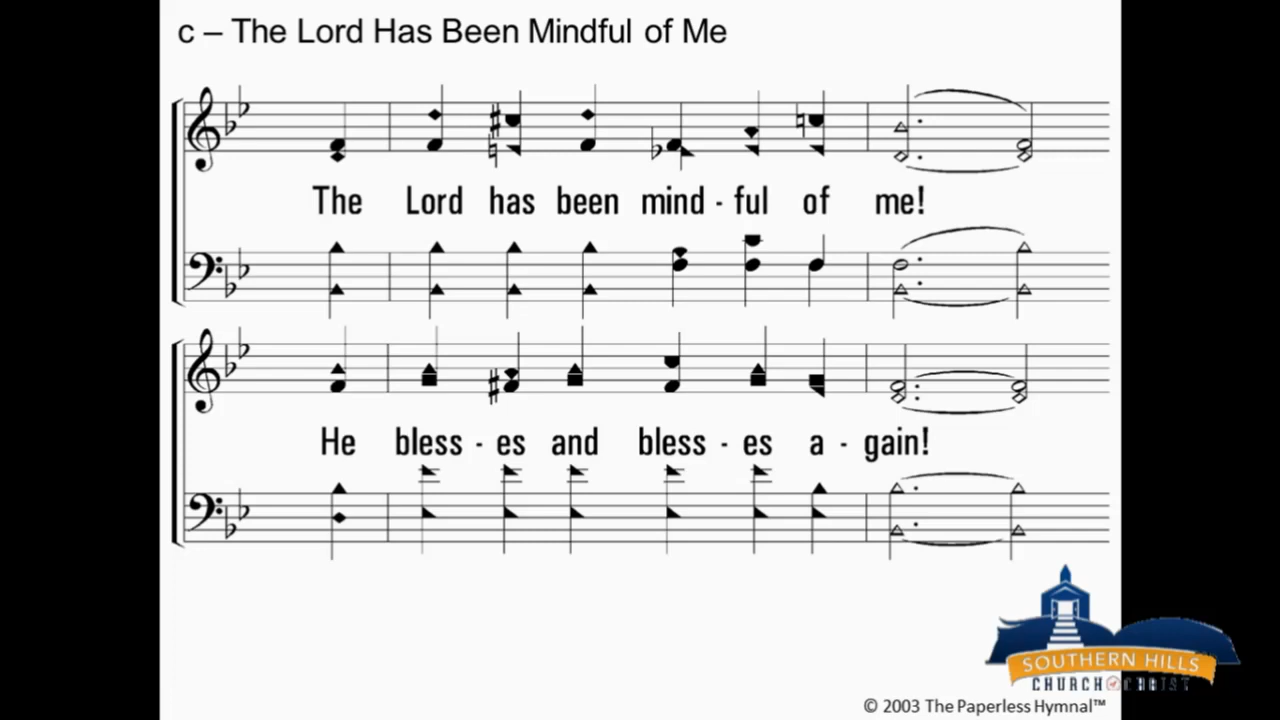 c – The Lord Has Been Mindful of Me
The Lord has been mind - ful of me!
He bless - es and bless - es a - gain!
SOUTHERN HILLS
CHURCH OF CHRIST
© 2003 The Paperless Hymnal™